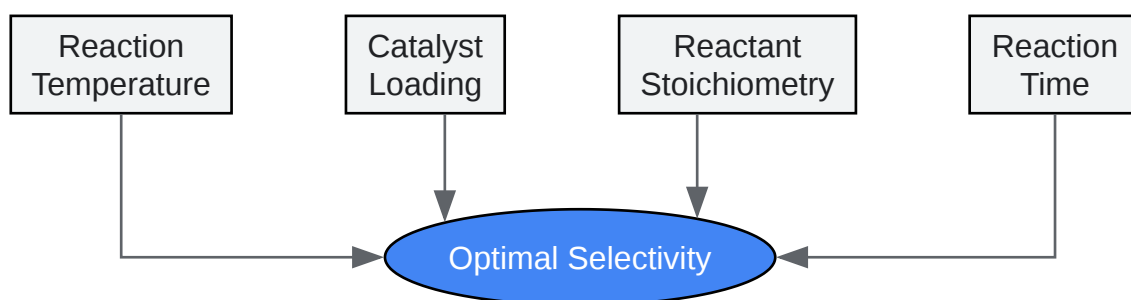 Reaction
Temperature
Catalyst
Loading
Reactant
Stoichiometry
Reaction
Time
Optimal Selectivity